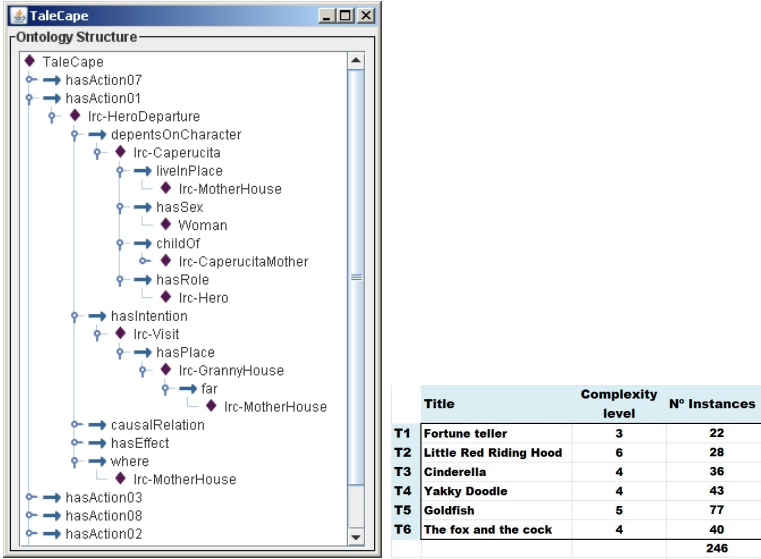 TaleCape
Ontology Structure
TaleCape
hasAction07
hasAction01
lrc-HeroDeparture
depentsOnCharacter
lrc-Caperucita
liveInPlace
lrc-MotherHouse
hasSex
Woman
childOf
lrc-CaperucitaMother
hasRole
lrc-Hero
hasIntention
lrc-Visit
hasPlace
lrc-GrannyHouse
far
lrc-MotherHouse
causalRelation
hasEffect
where
lrc-MotherHouse
hasAction03
hasAction08
hasAction02
Title Complexity level Nº Instances
T1 Fortune teller 3 22
T2 Little Red Riding Hood 6 28
T3 Cinderella 4 36
T4 Yakky Doodle 4 43
T5 Goldfish 5 77
T6 The fox and the cock 4 40
246